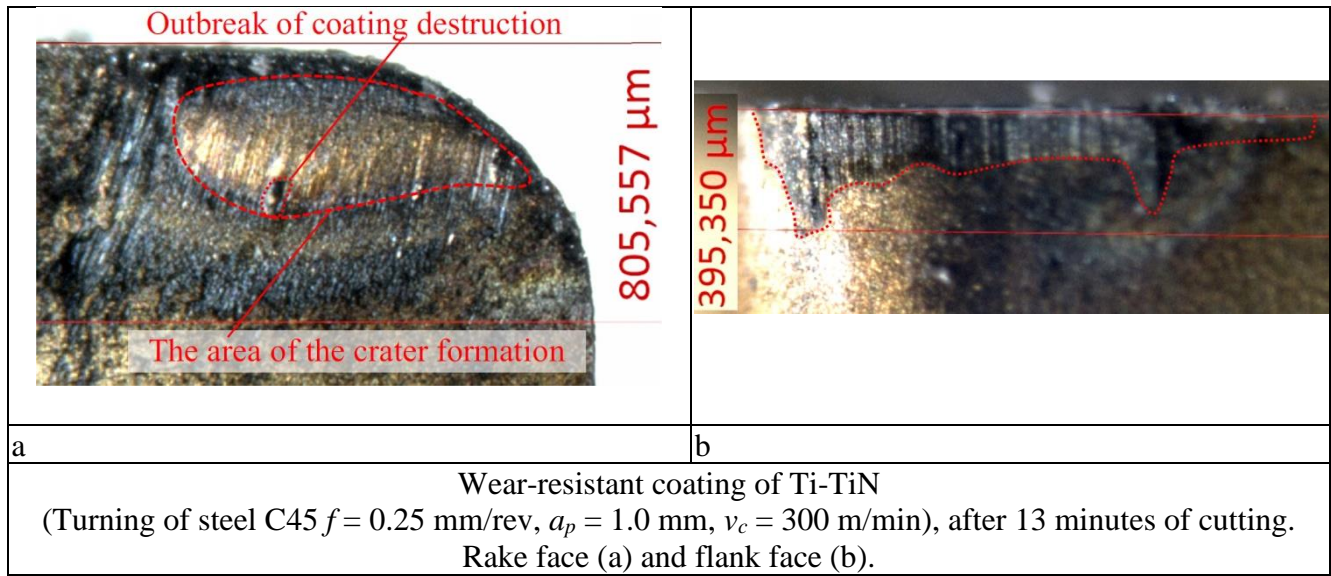 Outbreak of coating destruction
805,557 µm
The area of the crater formation
395,350 µm
a
b
Wear-resistant coating of Ti-TiN
(Turning of steel C45 f = 0.25 mm/rev, aₚ = 1.0 mm, v_c = 300 m/min), after 13 minutes of cutting.
Rake face (a) and flank face (b).